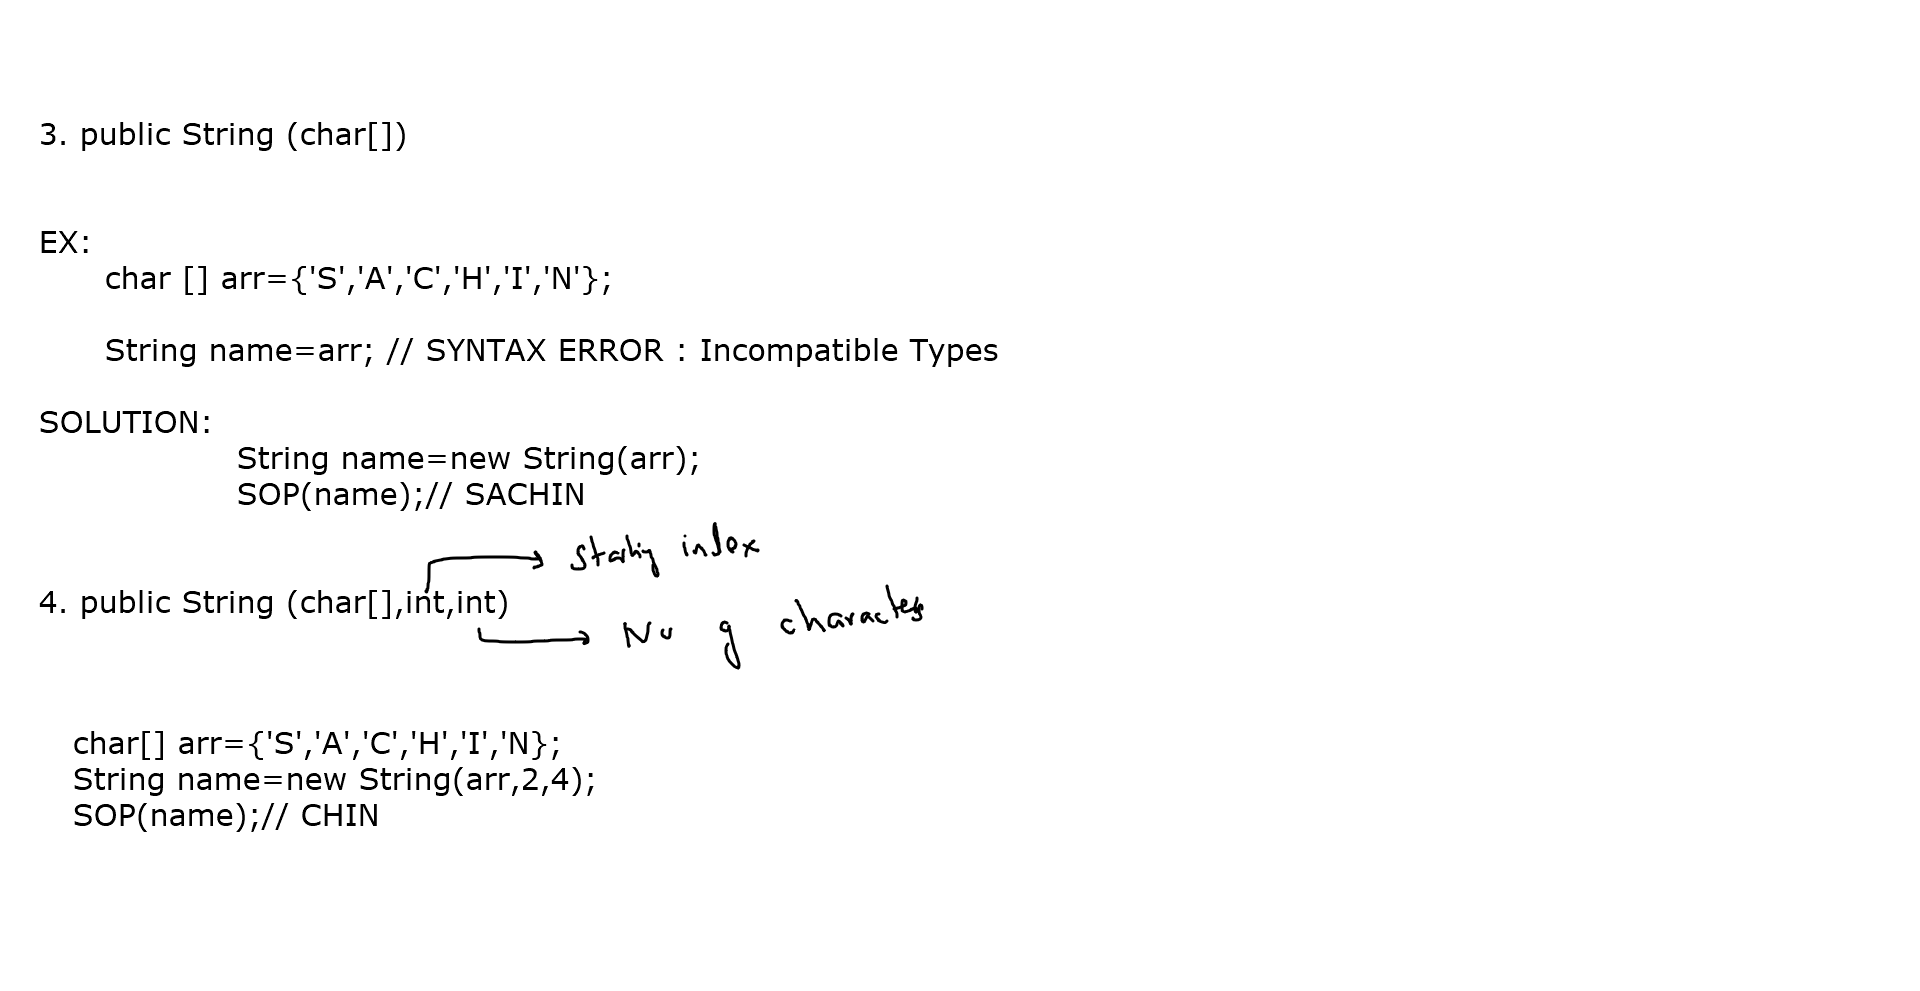 3. public String (char[])
EX:
char [] arr={'S','A','C','H','I','N'};
String name=arr; // SYNTAX ERROR : Incompatible Types
SOLUTION:
String name=new String(arr);
SOP(name);// SACHIN
starting index
4. public String (char[],int,int)
No of characters
char[] arr={'S','A','C','H','I','N};
String name=new String(arr,2,4);
SOP(name);// CHIN